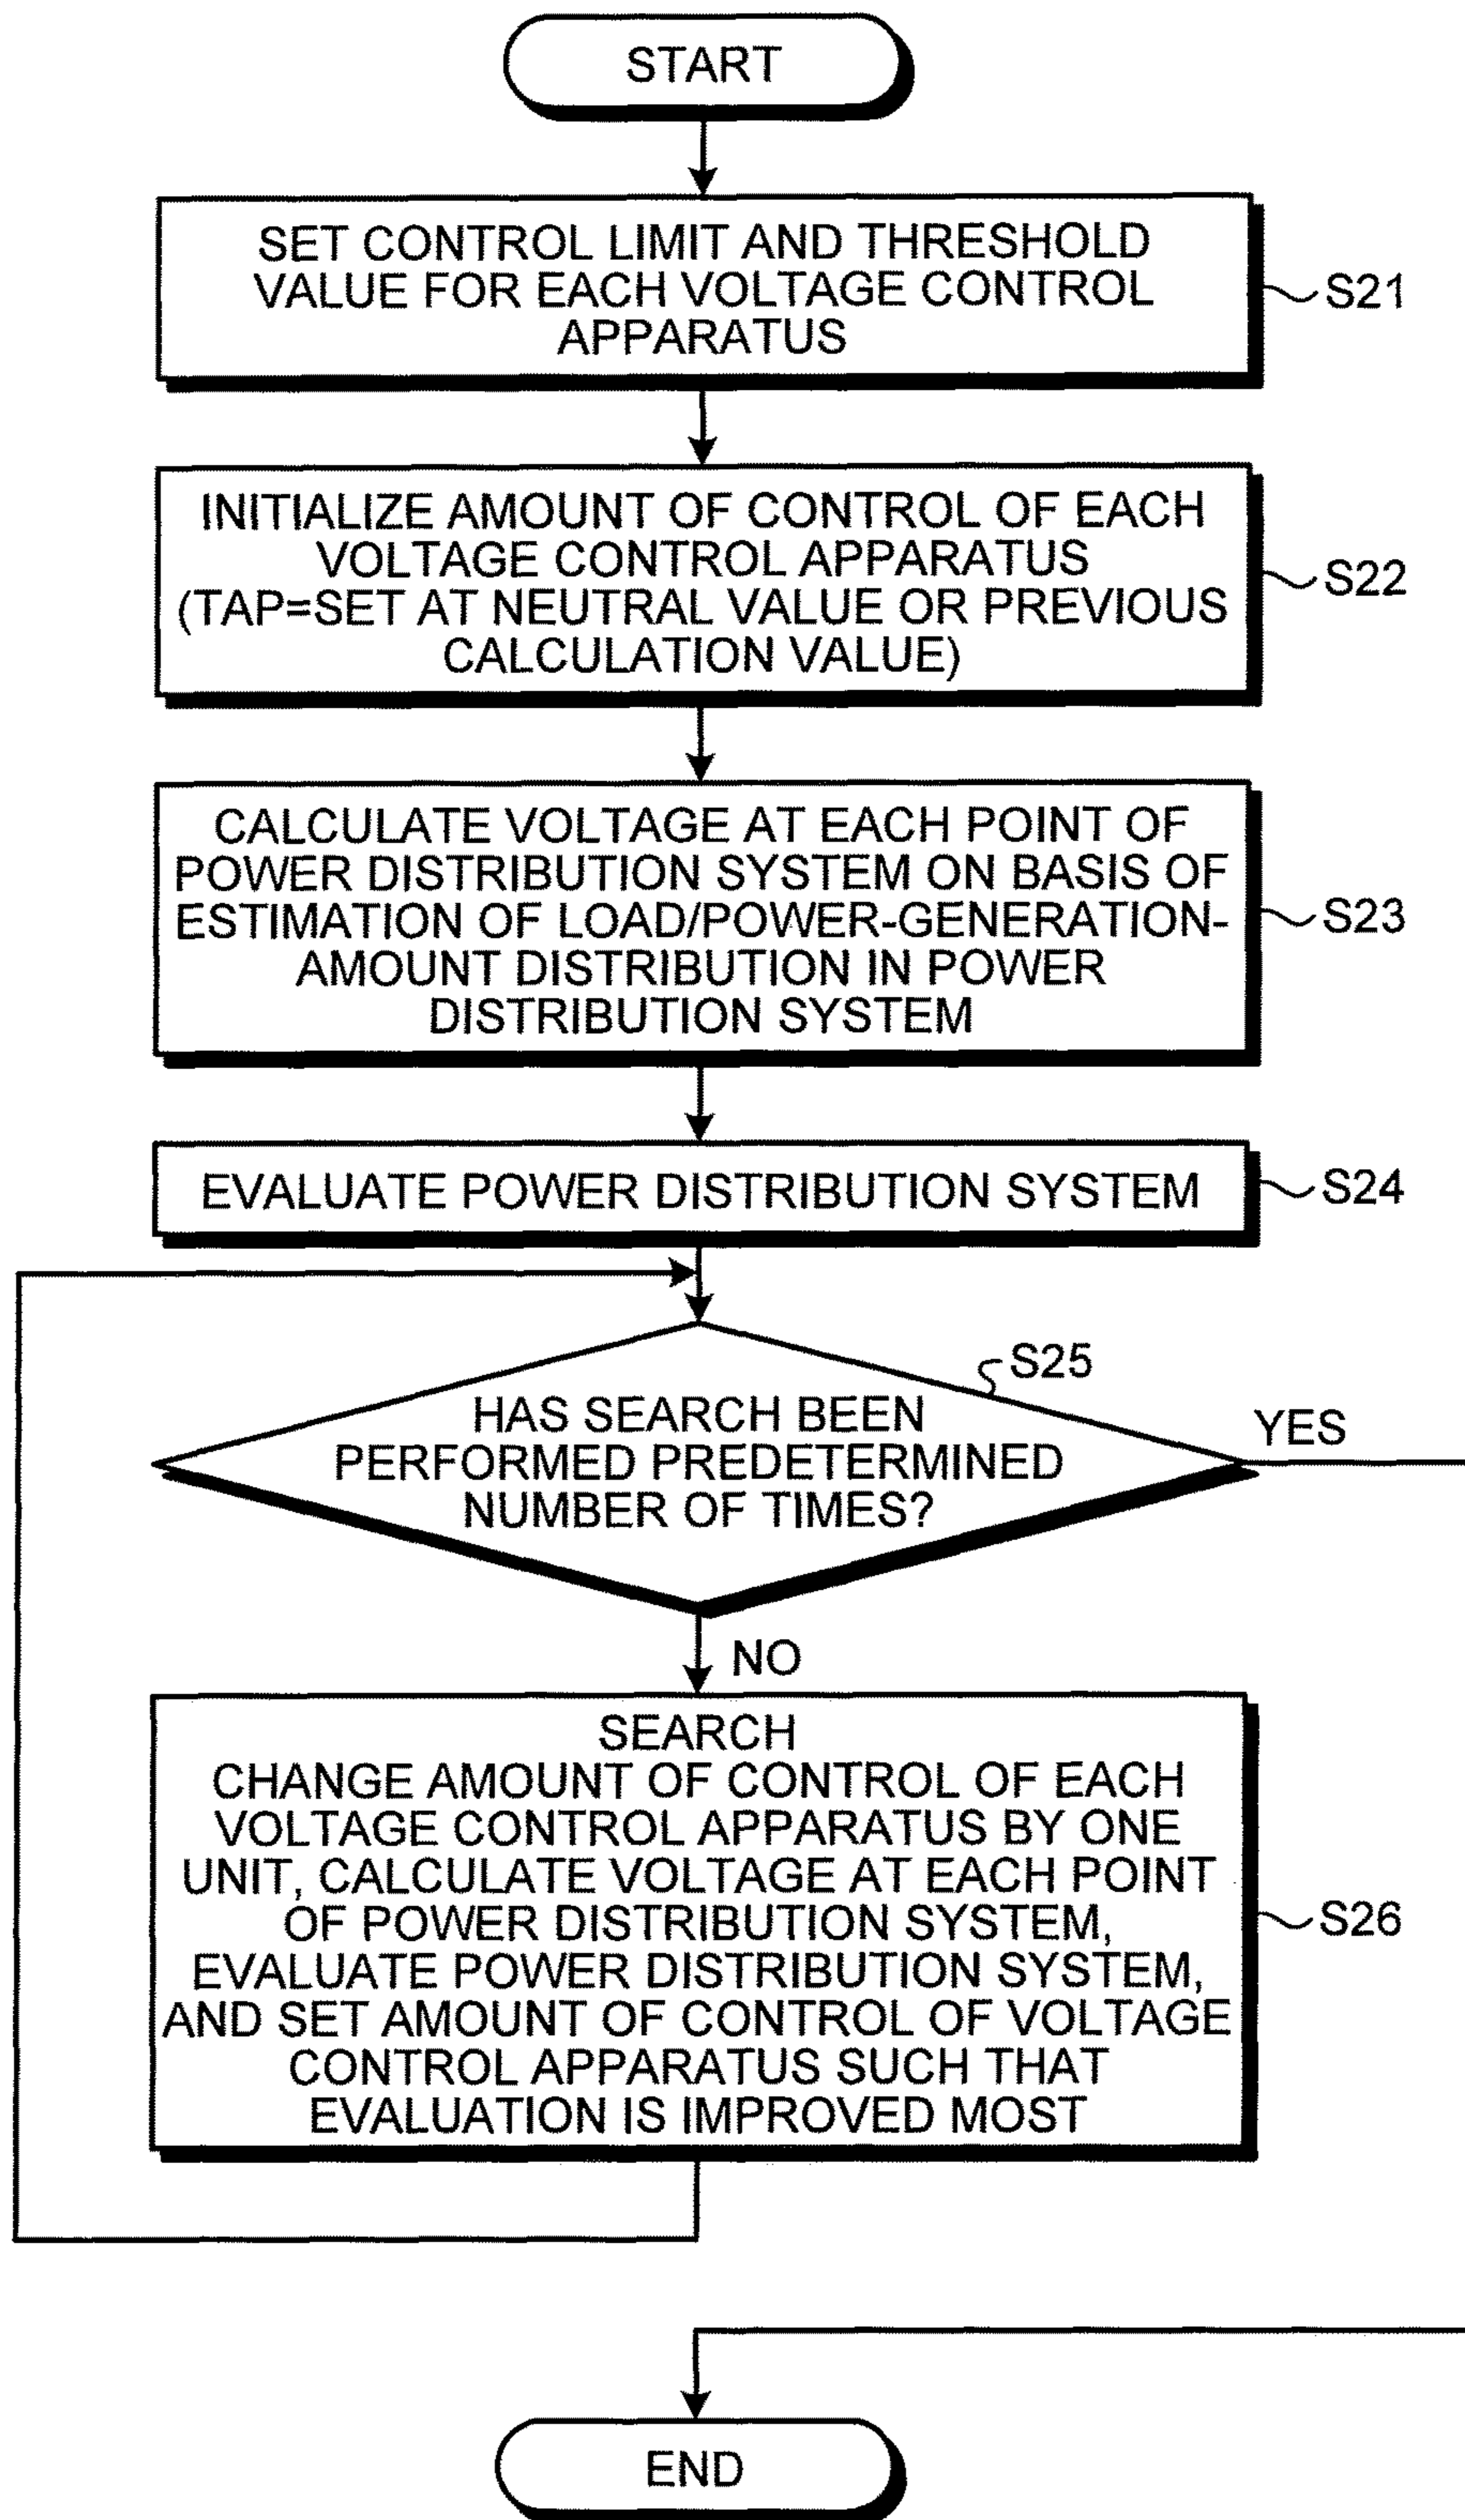 START
SET CONTROL LIMIT AND THRESHOLD
VALUE FOR EACH VOLTAGE CONTROL
APPARATUS
S21
INITIALIZE AMOUNT OF CONTROL OF EACH
VOLTAGE CONTROL APPARATUS
(TAP=SET AT NEUTRAL VALUE OR PREVIOUS
CALCULATION VALUE)
S22
CALCULATE VOLTAGE AT EACH POINT OF
POWER DISTRIBUTION SYSTEM ON BASIS OF
ESTIMATION OF LOAD/POWER-GENERATION-
AMOUNT DISTRIBUTION IN POWER
DISTRIBUTION SYSTEM
S23
EVALUATE POWER DISTRIBUTION SYSTEM
S24
S25
HAS SEARCH BEEN
PERFORMED PREDETERMINED
NUMBER OF TIMES?
YES
NO
SEARCH
CHANGE AMOUNT OF CONTROL OF EACH
VOLTAGE CONTROL APPARATUS BY ONE
UNIT, CALCULATE VOLTAGE AT EACH POINT
OF POWER DISTRIBUTION SYSTEM,
EVALUATE POWER DISTRIBUTION SYSTEM,
AND SET AMOUNT OF CONTROL OF VOLTAGE
CONTROL APPARATUS SUCH THAT
EVALUATION IS IMPROVED MOST
S26
END